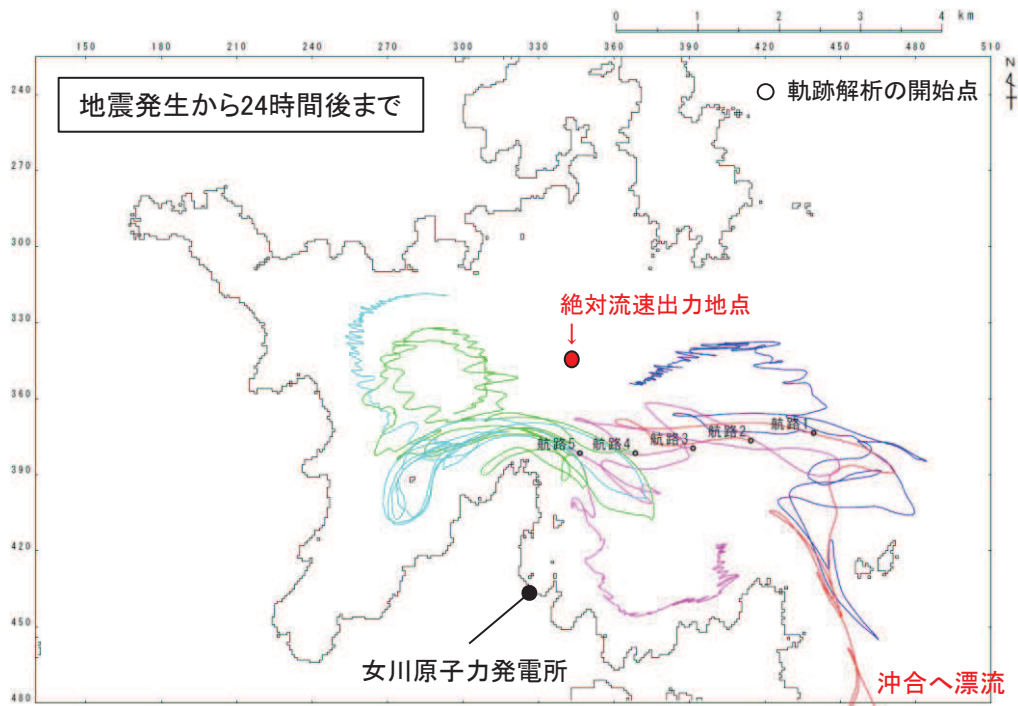 0 1 2 3 4 km
150 180 210 240 270 300 330 360 390 420 450 480 510
N
240
270
300
330
360
390
420
450
480
地震発生から24時間後まで
○ 軌跡解析の開始点
絶対流速出力地点
↓
航路5 航路4 航路3 航路2 航路1
女川原子力発電所
沖合へ漂流